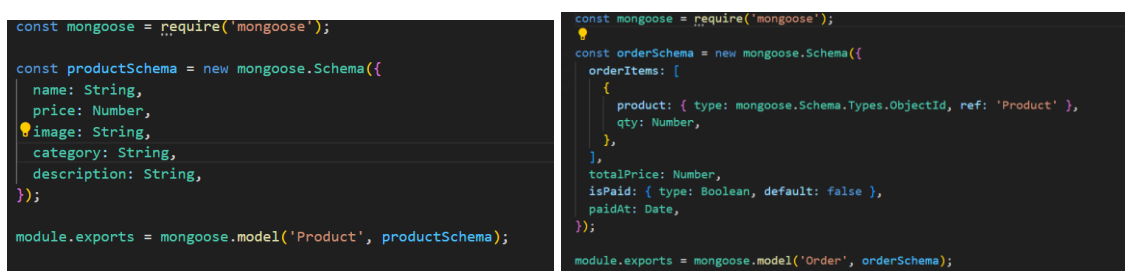 const mongoose = require('mongoose');
const productSchema = new mongoose.Schema({
name: String,
price: Number,
image: String,
category: String,
description: String,
});
module.exports = mongoose.model('Product', productSchema);
const mongoose = require('mongoose');
const orderSchema = new mongoose.Schema({
orderItems: [
{
product: { type: mongoose.Schema.Types.ObjectId, ref: 'Product' },
qty: Number,
},
],
totalPrice: Number,
isPaid: { type: Boolean, default: false },
paidAt: Date,
});
module.exports = mongoose.model('Order', orderSchema);